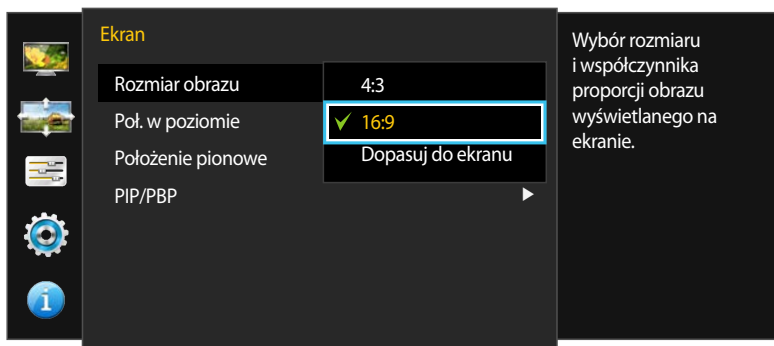 Ekran
Rozmiar obrazu
4:3
Poł. w poziomie
16:9
Położenie pionowe
Dopasuj do ekranu
PIP/PBP
Wybór rozmiaru
i współczynnika
proporcji obrazu
wyświetlanego na
ekranie.